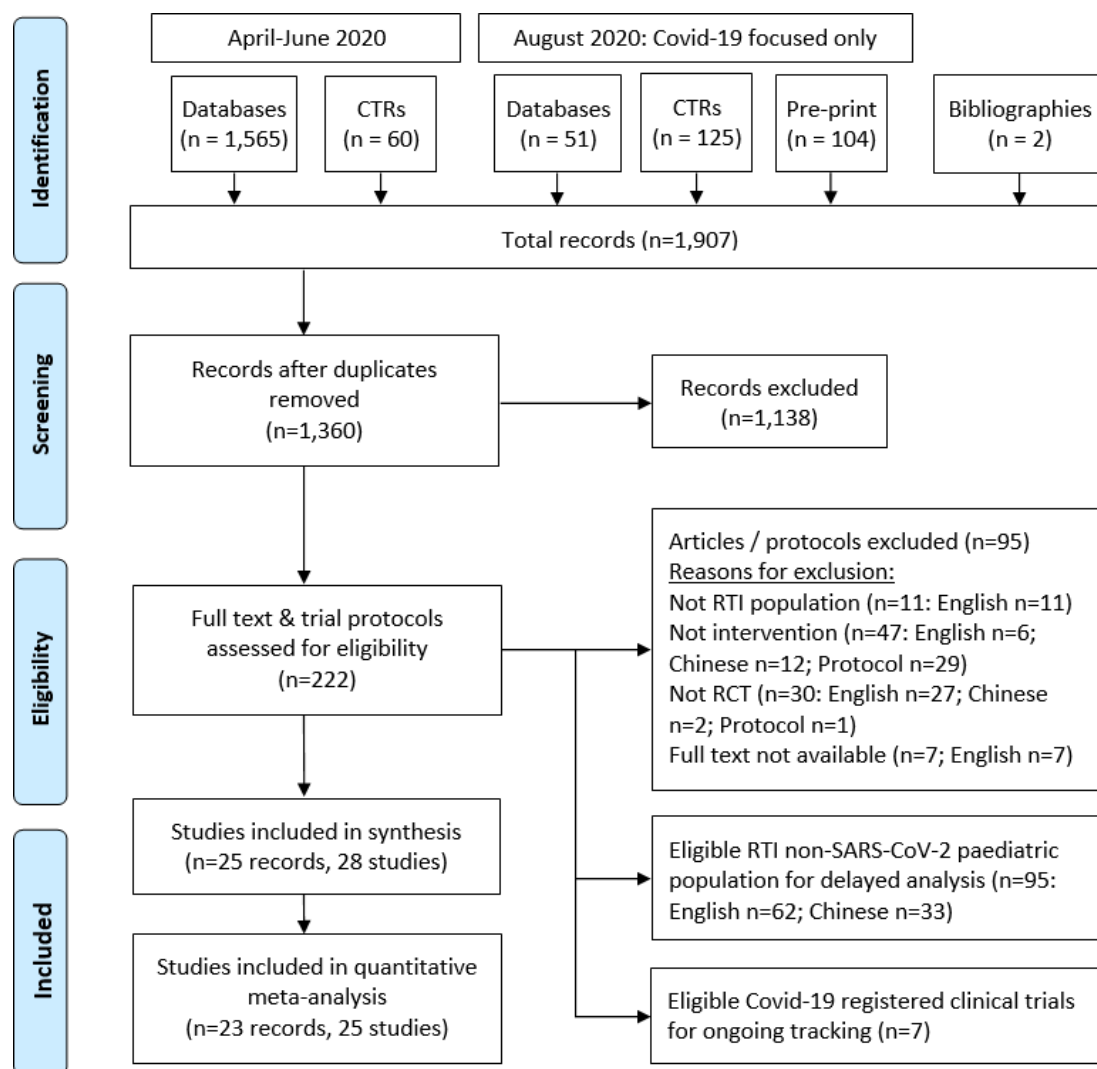 Identification
April-June 2020
August 2020: Covid-19 focused only
Databases
(n = 1,565)
CTRs
(n = 60)
Databases
(n = 51)
CTRs
(n = 125)
Pre-print
(n = 104)
Bibliographies
(n = 2)
Total records (n=1,907)
Screening
Records after duplicates
removed
(n=1,360)
Records excluded
(n=1,138)
Eligibility
Full text & trial protocols
assessed for eligibility
(n=222)
Articles / protocols excluded (n=95)
Reasons for exclusion:
Not RTI population (n=11: English n=11)
Not intervention (n=47: English n=6;
Chinese n=12; Protocol n=29)
Not RCT (n=30: English n=27; Chinese
n=2; Protocol n=1)
Full text not available (n=7; English n=7)
Included
Studies included in synthesis
(n=25 records, 28 studies)
Eligible RTI non-SARS-CoV-2 paediatric
population for delayed analysis (n=95:
English n=62; Chinese n=33)
Studies included in quantitative
meta-analysis
(n=23 records, 25 studies)
Eligible Covid-19 registered clinical trials
for ongoing tracking (n=7)